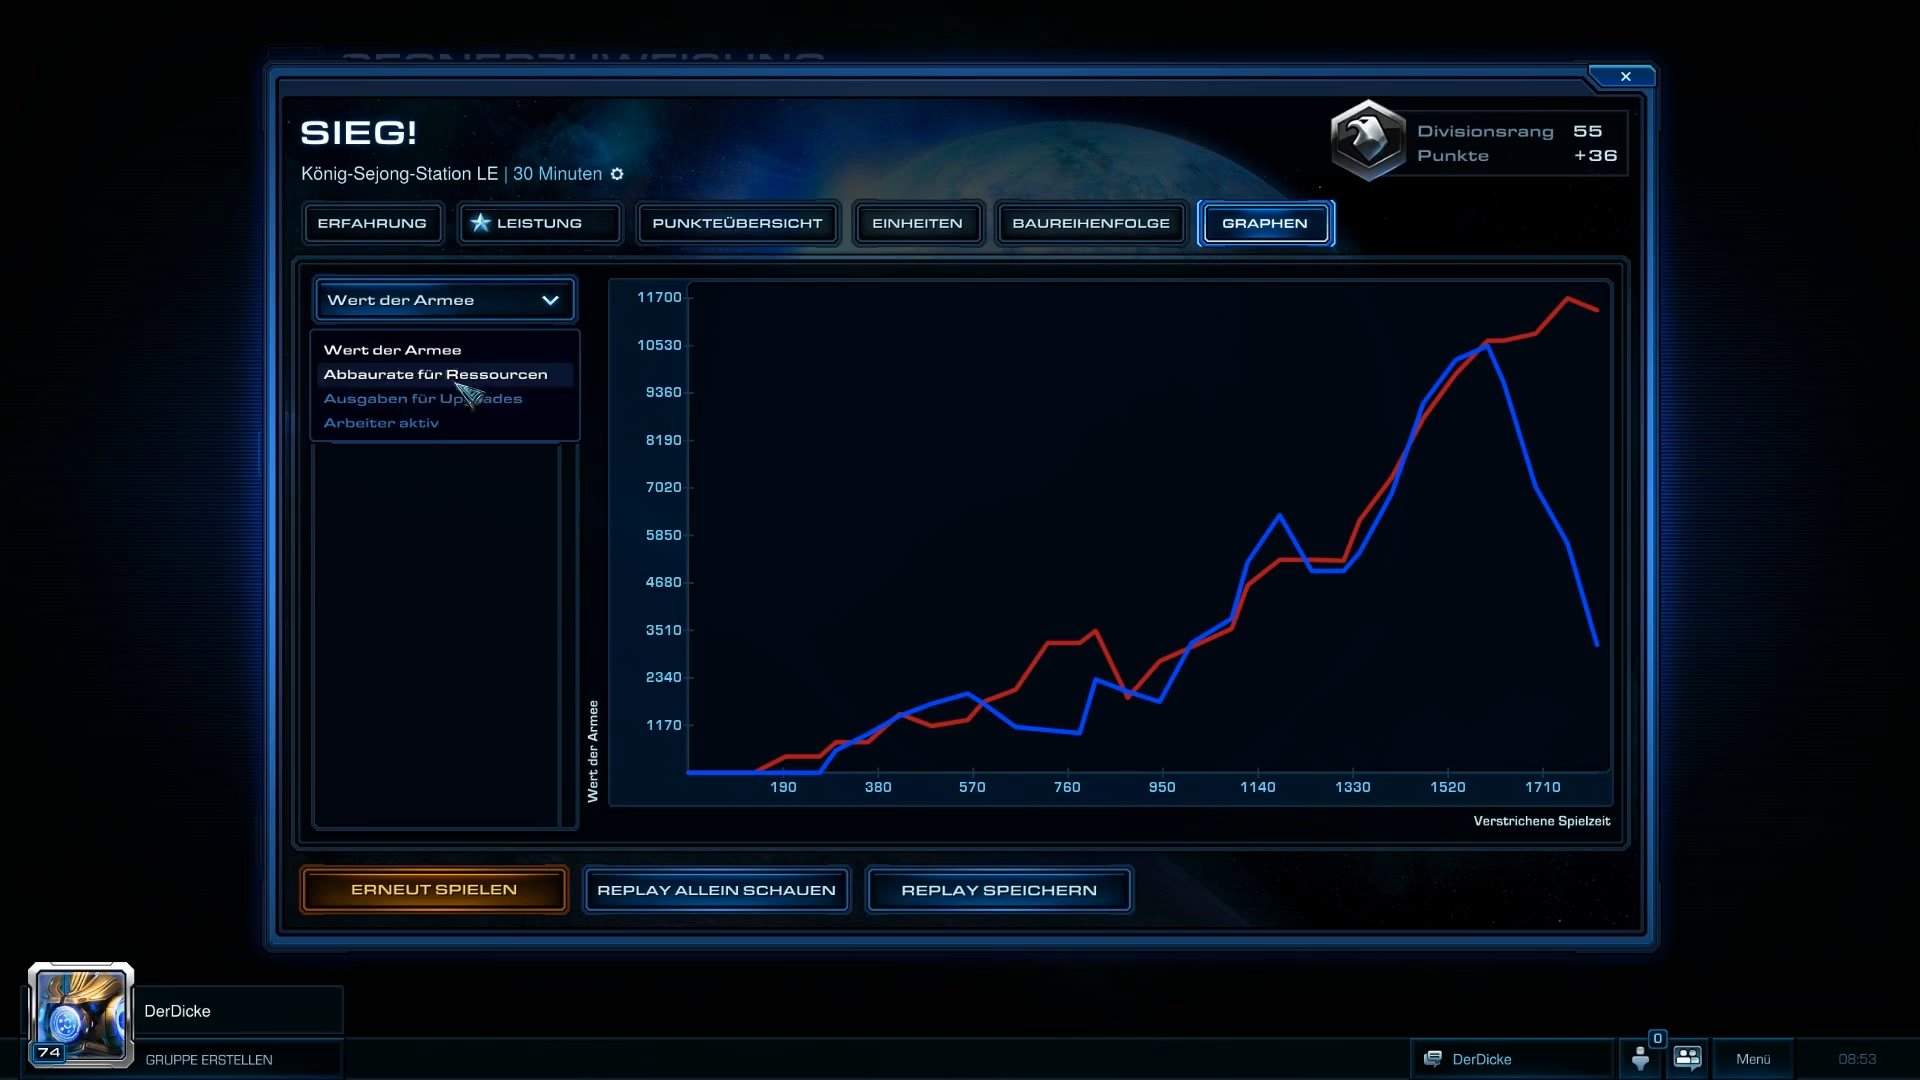 GEGNERZUWEISUNG
SIEG!
Divisionsrang 55
Punkte +36
König-Sejong-Station LE | 30 Minuten
ERFAHRUNG
LEISTUNG
PUNKTEÜBERSICHT
EINHEITEN
BAUREIHENFOLGE
GRAPHEN
Wert der Armee
Wert der Armee
Abbaurate für Ressourcen
Ausgaben für Upgrades
Arbeiter aktiv
11700
10530
9360
8190
7020
5850
4680
3510
2340
1170
Wert der Armee
190 380 570 760 950 1140 1330 1520 1710
Verstrichene Spielzeit
ERNEUT SPIELEN
REPLAY ALLEIN SCHAUEN
REPLAY SPEICHERN
74
DerDicke
GRUPPE ERSTELLEN
DerDicke
0
Menü
08:53